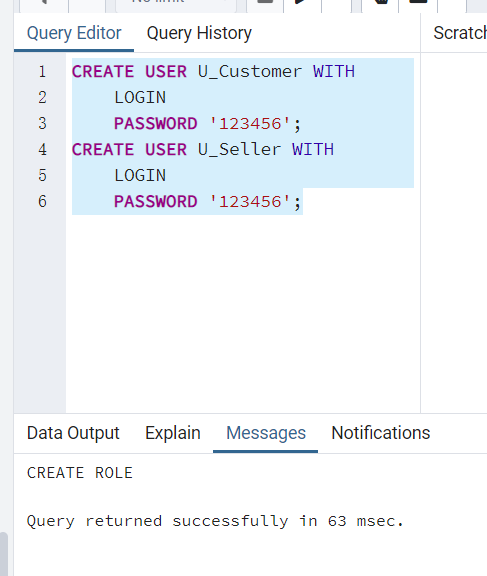 No limit
Query Editor Query History Scratch
1 CREATE USER U_Customer WITH
2 LOGIN
3 PASSWORD '123456';
4 CREATE USER U_Seller WITH
5 LOGIN
6 PASSWORD '123456';
Data Output Explain Messages Notifications
CREATE ROLE
Query returned successfully in 63 msec.